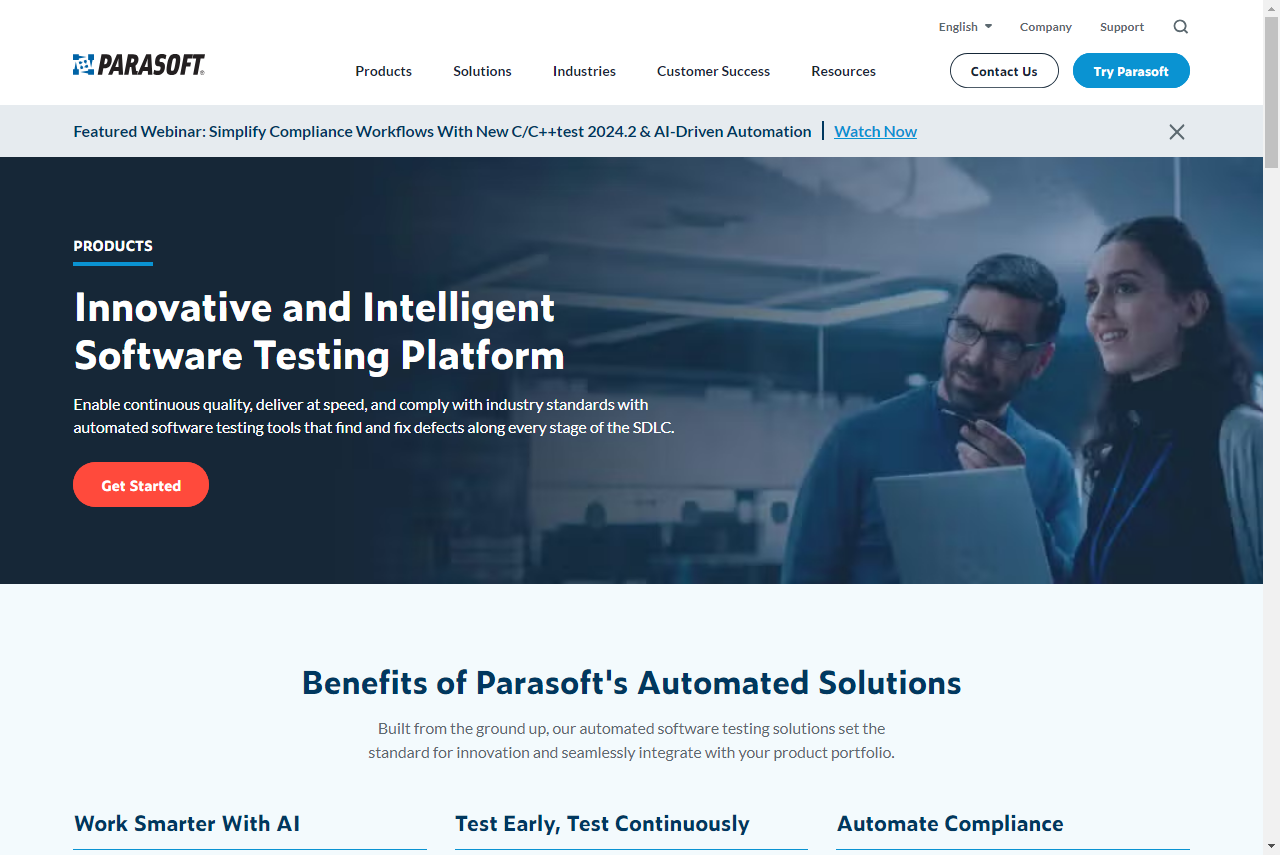 English
Company
Support
PARASOFT
Products
Solutions
Industries
Customer Success
Resources
Contact Us
Try Parasoft
Featured Webinar: Simplify Compliance Workflows With New C/C++test 2024.2 & AI-Driven Automation | Watch Now
PRODUCTS
Innovative and Intelligent
Software Testing Platform
Enable continuous quality, deliver at speed, and comply with industry standards with
automated software testing tools that find and fix defects along every stage of the SDLC.
Get Started
Benefits of Parasoft's Automated Solutions
Built from the ground up, our automated software testing solutions set the
standard for innovation and seamlessly integrate with your product portfolio.
Work Smarter With AI
Test Early, Test Continuously
Automate Compliance